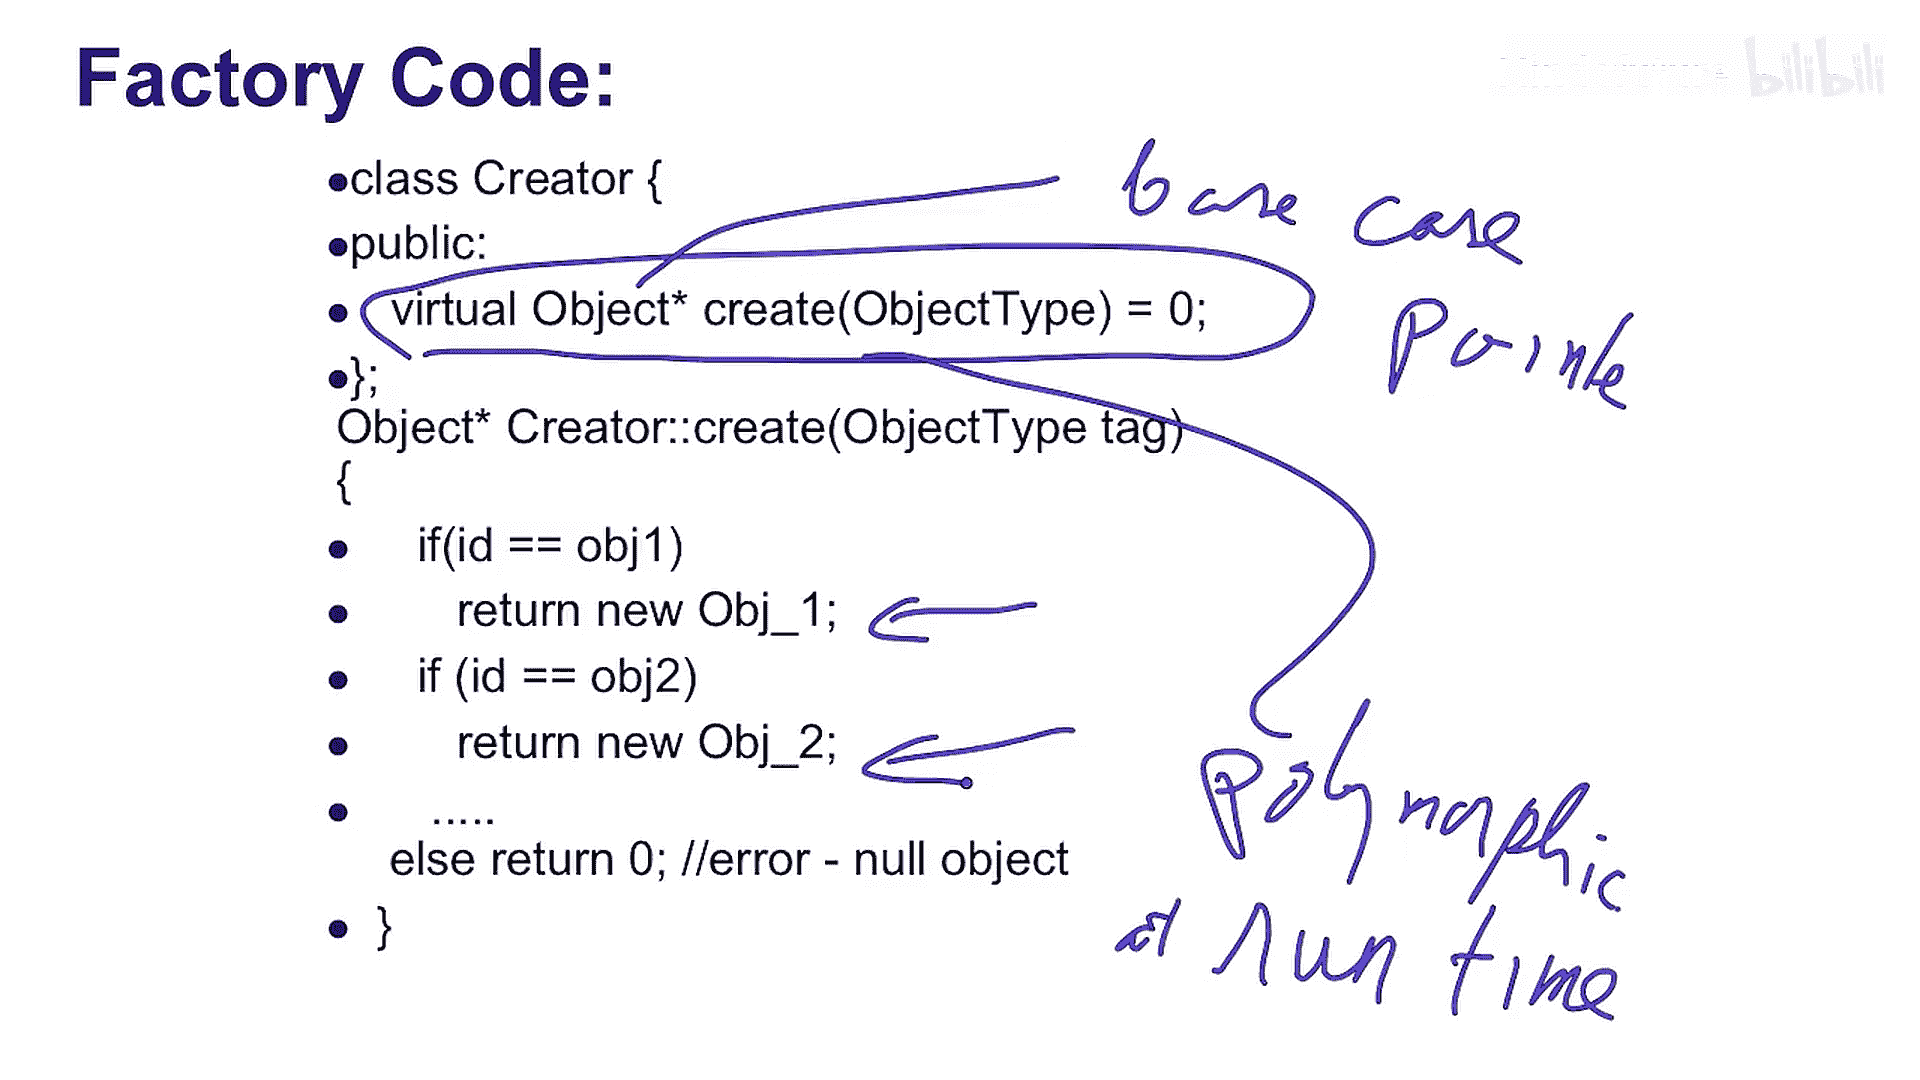 Factory Code:
bilibili
●class Creator {
●public:
● virtual Object* create(ObjectType) = 0;
●};
Object* Creator::create(ObjectType tag)
{
● if(id == obj1)
● return new Obj_1;
● if (id == obj2)
● return new Obj_2;
● .....
else return 0; //error - null object
● }
base case
pointe
polymorphic
at run time